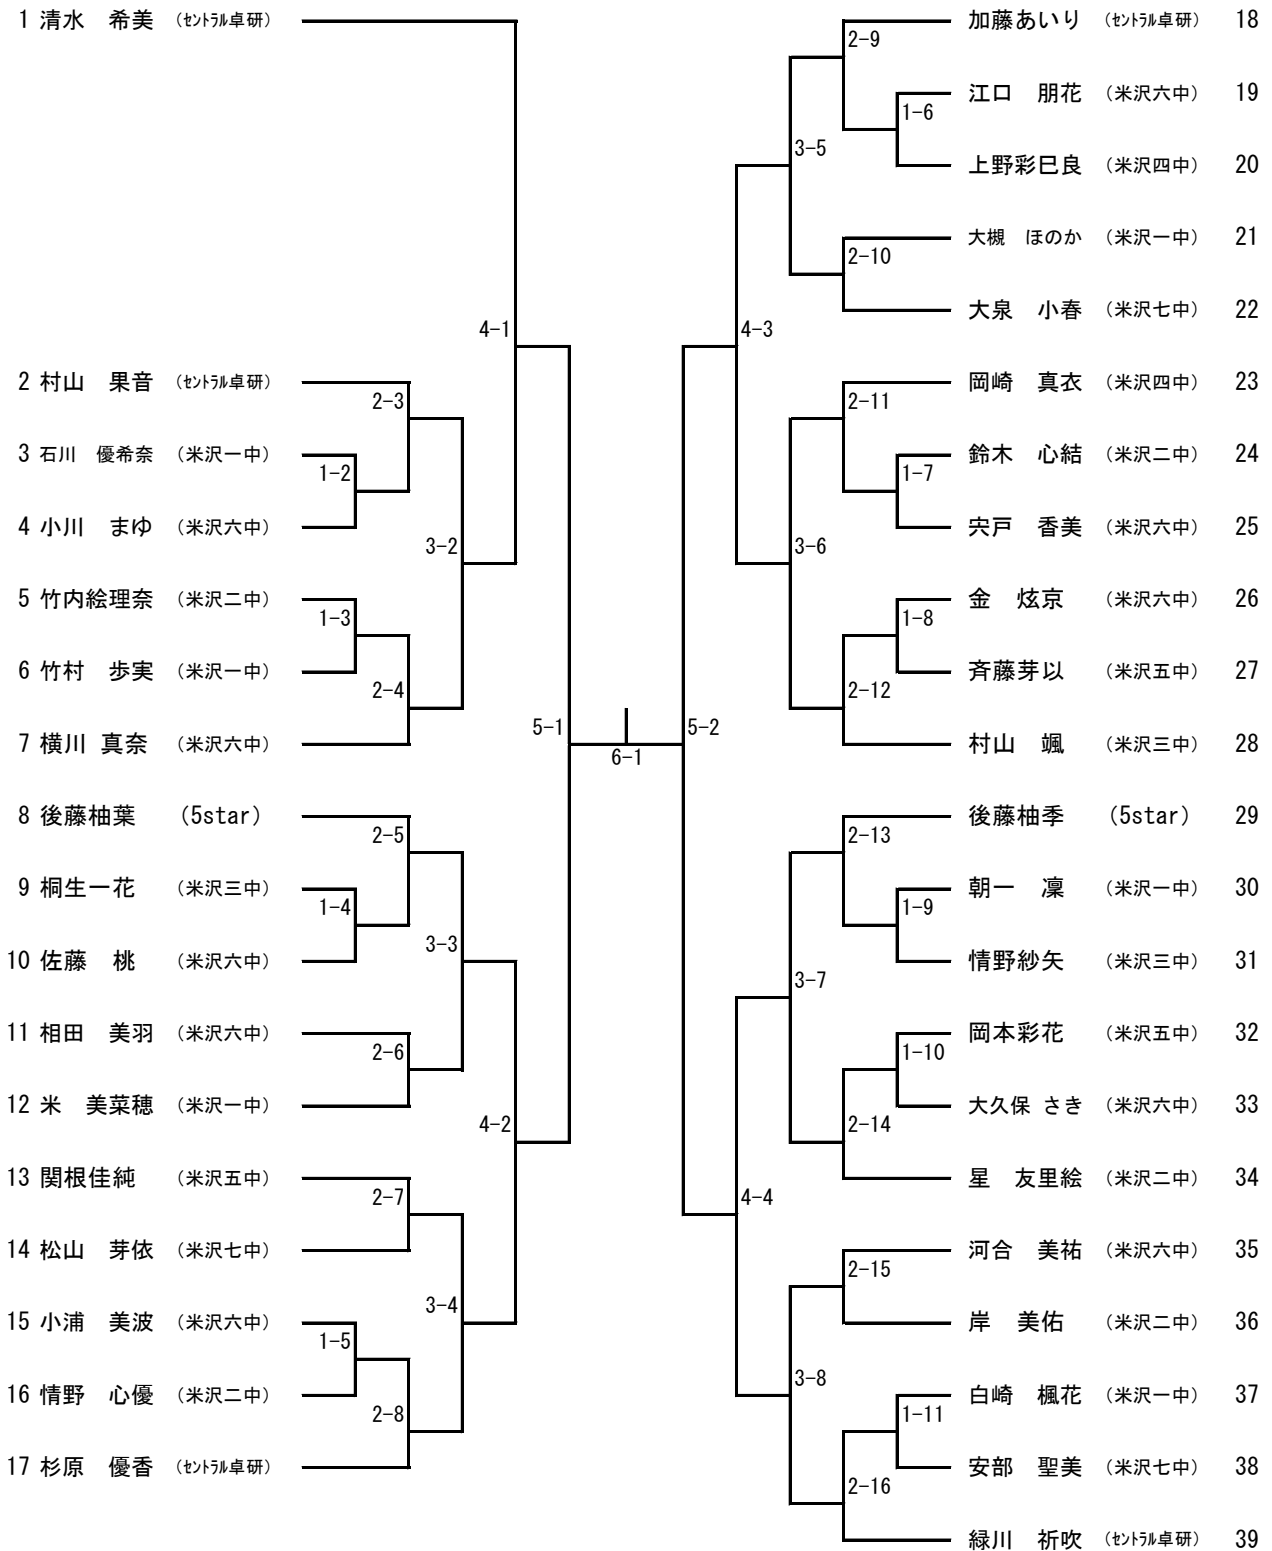 1 清水　希美 （ｾﾝﾄﾗﾙ卓研）
4-1
2 村山　果音 （ｾﾝﾄﾗﾙ卓研）
2-3
3 石川　優希奈 （米沢一中）
1-2
4 小川　まゆ （米沢六中）
3-2
5 竹内絵理奈 （米沢二中）
1-3
6 竹村　歩実 （米沢一中）
2-4
7 横川 真奈 （米沢六中）
5-1
8 後藤柚葉 （5star）
2-5
9 桐生一花 （米沢三中）
1-4
10 佐藤　桃 （米沢六中）
3-3
11 相田　美羽 （米沢六中）
2-6
12 米　美菜穂 （米沢一中）
4-2
13 関根佳純 （米沢五中）
2-7
14 松山　芽依 （米沢七中）
3-4
15 小浦　美波 （米沢六中）
1-5
16 情野　心優 （米沢二中）
2-8
17 杉原　優香 （ｾﾝﾄﾗﾙ卓研）
6-1
加藤あいり （ｾﾝﾄﾗﾙ卓研） 18
2-9
江口　朋花 （米沢六中） 19
1-6
上野彩巳良 （米沢四中） 20
3-5
大槻　ほのか （米沢一中） 21
2-10
大泉　小春 （米沢七中） 22
4-3
岡崎　真衣 （米沢四中） 23
2-11
鈴木　心結 （米沢二中） 24
1-7
宍戸　香美 （米沢六中） 25
3-6
金　炫京 （米沢六中） 26
1-8
斉藤芽以 （米沢五中） 27
2-12
村山　颯 （米沢三中） 28
5-2
後藤柚季 （5star） 29
2-13
朝一　凜 （米沢一中） 30
1-9
情野紗矢 （米沢三中） 31
3-7
岡本彩花 （米沢五中） 32
1-10
大久保 さき （米沢六中） 33
2-14
星　友里絵 （米沢二中） 34
4-4
河合　美祐 （米沢六中） 35
2-15
岸　美佑 （米沢二中） 36
3-8
白崎　楓花 （米沢一中） 37
1-11
安部　聖美 （米沢七中） 38
2-16
緑川　祈吹 （ｾﾝﾄﾗﾙ卓研） 39